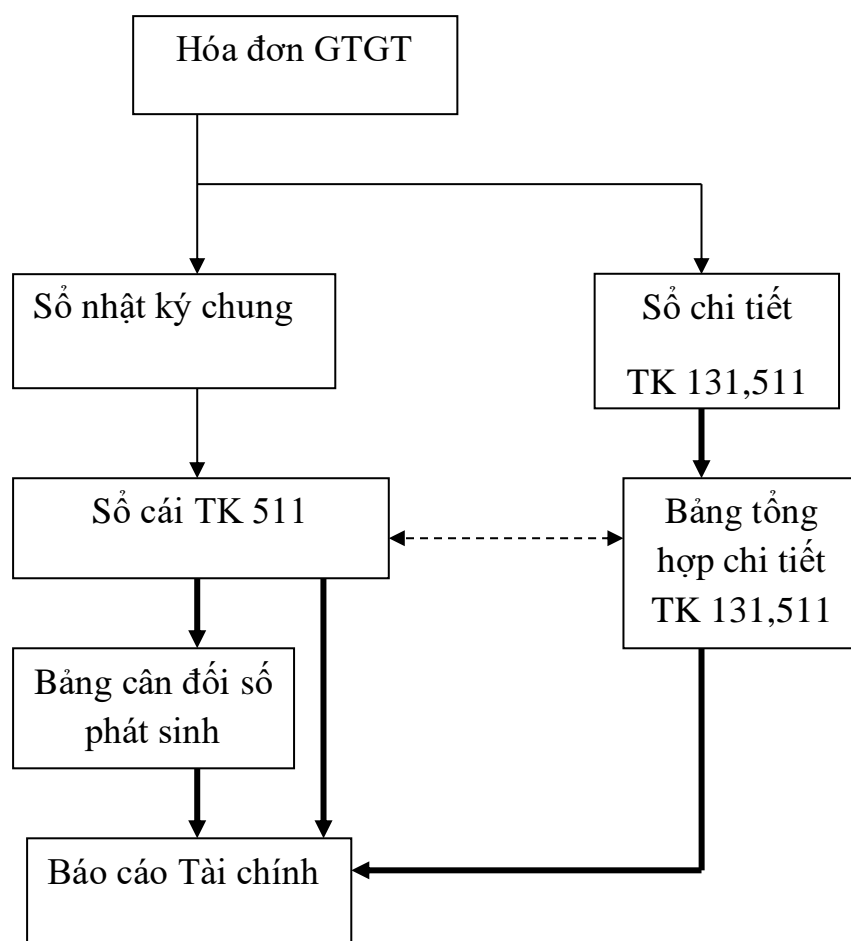 Hóa đơn GTGT
Sổ nhật ký chung
Sổ chi tiết
TK 131,511
Sổ cái TK 511
Bảng tổng
hợp chi tiết
TK 131,511
Bảng cân đối số
phát sinh
Báo cáo Tài chính